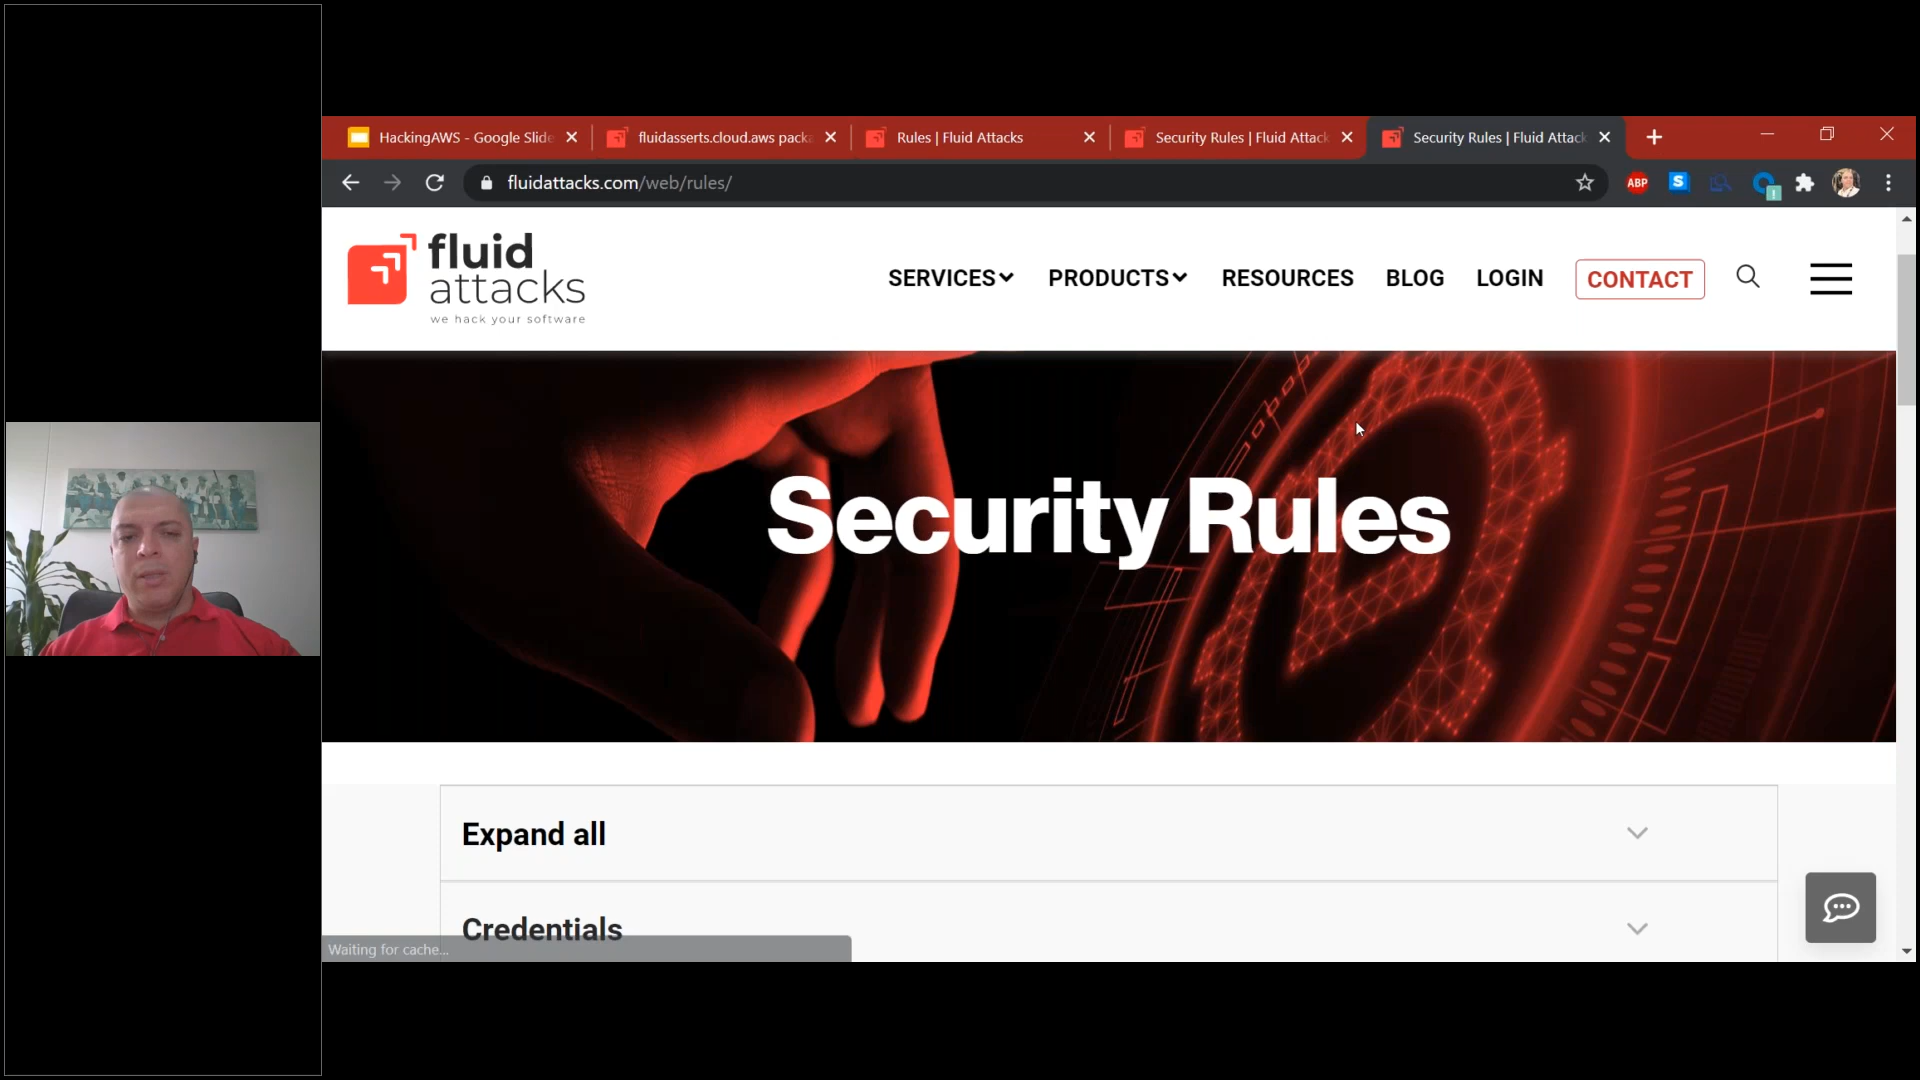 HackingAWS - Google Slide
fluidasserts.cloud.aws packa
Rules | Fluid Attacks
Security Rules | Fluid Attack
Security Rules | Fluid Attack
fluidattacks.com/web/rules/
ABP
S
fluid
attacks
we hack your software
SERVICES
PRODUCTS
RESOURCES
BLOG
LOGIN
CONTACT
Security Rules
Expand all
Credentials
Waiting for cache...